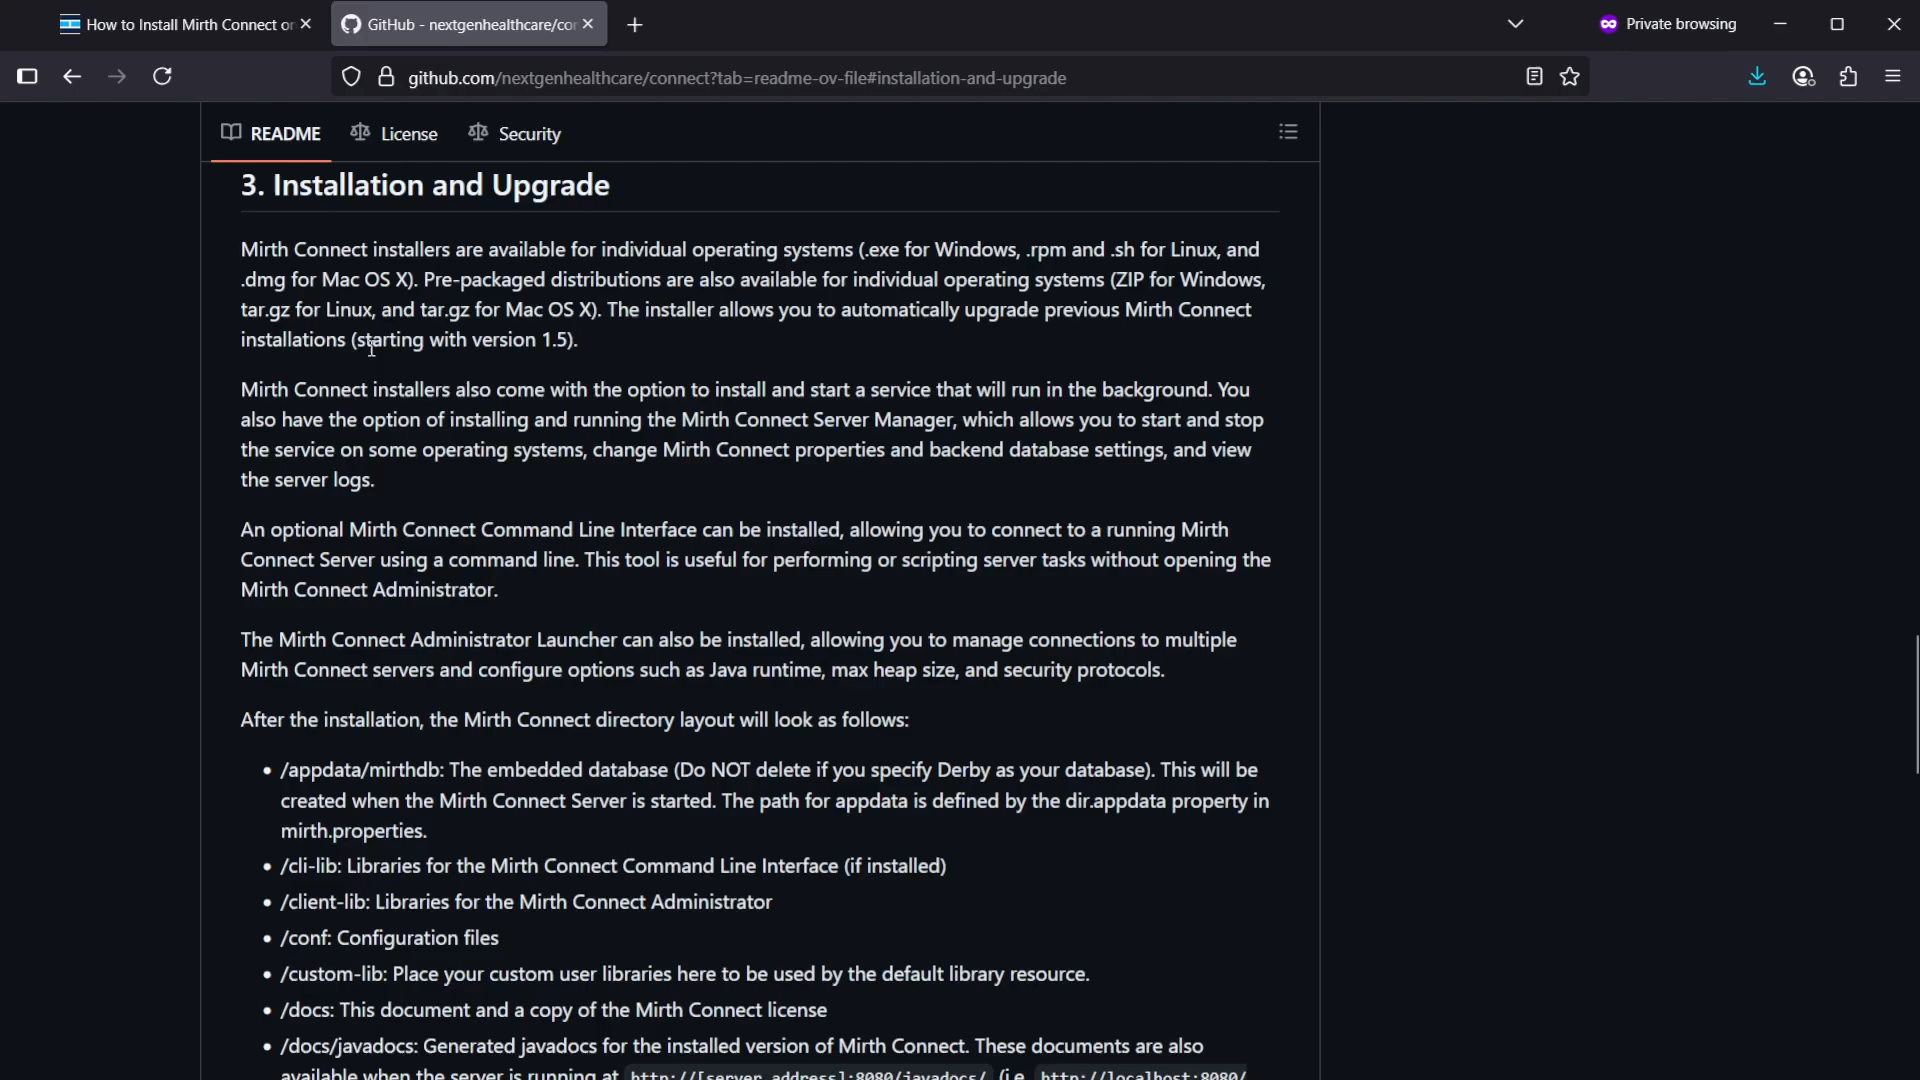 How to Install Mirth Connect or
GitHub - nextgenhealthcare/co
Private browsing
github.com/nextgenhealthcare/connect?tab=readme-ov-file#installation-and-upgrade
README
License
Security
3. Installation and Upgrade
Mirth Connect installers are available for individual operating systems (.exe for Windows, .rpm and .sh for Linux, and
.dmg for Mac OS X). Pre-packaged distributions are also available for individual operating systems (ZIP for Windows,
tar.gz for Linux, and tar.gz for Mac OS X). The installer allows you to automatically upgrade previous Mirth Connect
installations (starting with version 1.5).
Mirth Connect installers also come with the option to install and start a service that will run in the background. You
also have the option of installing and running the Mirth Connect Server Manager, which allows you to start and stop
the service on some operating systems, change Mirth Connect properties and backend database settings, and view
the server logs.
An optional Mirth Connect Command Line Interface can be installed, allowing you to connect to a running Mirth
Connect Server using a command line. This tool is useful for performing or scripting server tasks without opening the
Mirth Connect Administrator.
The Mirth Connect Administrator Launcher can also be installed, allowing you to manage connections to multiple
Mirth Connect servers and configure options such as Java runtime, max heap size, and security protocols.
After the installation, the Mirth Connect directory layout will look as follows:
• /appdata/mirthdb: The embedded database (Do NOT delete if you specify Derby as your database). This will be
created when the Mirth Connect Server is started. The path for appdata is defined by the dir.appdata property in
mirth.properties.
• /cli-lib: Libraries for the Mirth Connect Command Line Interface (if installed)
• /client-lib: Libraries for the Mirth Connect Administrator
• /conf: Configuration files
• /custom-lib: Place your custom user libraries here to be used by the default library resource.
• /docs: This document and a copy of the Mirth Connect license
• /docs/javadocs: Generated javadocs for the installed version of Mirth Connect. These documents are also
available when the server is running at http://[server address]:8080/javadocs/ (i.e. http://localhost:8080/